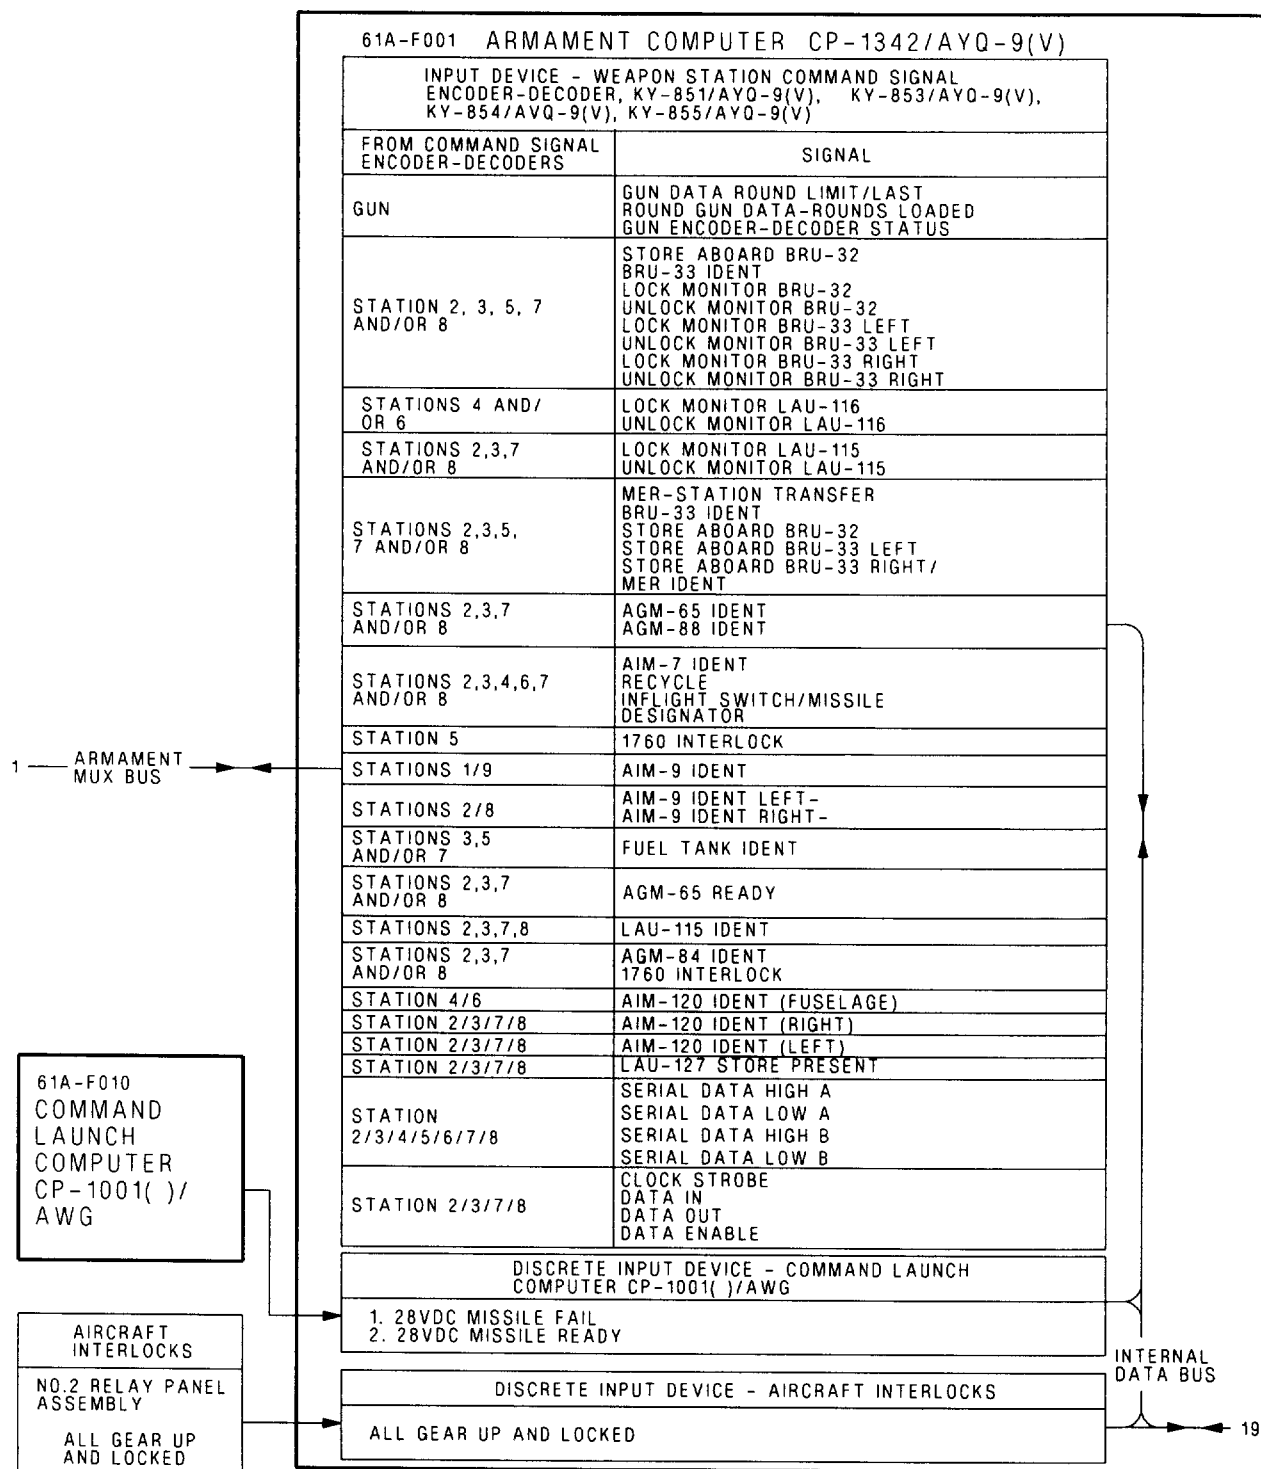 61A-F001 ARMAMENT COMPUTER CP-1342/AYQ-9(V)
INPUT DEVICE - WEAPON STATION COMMAND SIGNAL
ENCODER-DECODER, KY-851/AYQ-9(V), KY-853/AYQ-9(V),
KY-854/AVQ-9(V), KY-855/AYQ-9(V)
FROM COMMAND SIGNAL
ENCODER-DECODERS
SIGNAL
GUN
GUN DATA ROUND LIMIT/LAST
ROUND GUN DATA-ROUNDS LOADED
GUN ENCODER-DECODER STATUS
STATION 2, 3, 5, 7
AND/OR 8
STORE ABOARD BRU-32
BRU-33 IDENT
LOCK MONITOR BRU-32
UNLOCK MONITOR BRU-32
LOCK MONITOR BRU-33 LEFT
UNLOCK MONITOR BRU-33 LEFT
LOCK MONITOR BRU-33 RIGHT
UNLOCK MONITOR BRU-33 RIGHT
STATIONS 4 AND/
OR 6
LOCK MONITOR LAU-116
UNLOCK MONITOR LAU-116
STATIONS 2,3,7
AND/OR 8
LOCK MONITOR LAU-115
UNLOCK MONITOR LAU-115
STATIONS 2,3,5,
7 AND/OR 8
MER-STATION TRANSFER
BRU-33 IDENT
STORE ABOARD BRU-32
STORE ABOARD BRU-33 LEFT
STORE ABOARD BRU-33 RIGHT/
MER IDENT
STATIONS 2,3,7
AND/OR 8
AGM-65 IDENT
AGM-88 IDENT
STATIONS 2,3,4,6,7
AND/OR 8
AIM-7 IDENT
RECYCLE
INFLIGHT SWITCH/MISSILE
DESIGNATOR
STATION 5
1760 INTERLOCK
1
ARMAMENT
MUX BUS
STATIONS 1/9
AIM-9 IDENT
STATIONS 2/8
AIM-9 IDENT LEFT-
AIM-9 IDENT RIGHT-
STATIONS 3,5
AND/OR 7
FUEL TANK IDENT
STATIONS 2,3,7
AND/OR 8
AGM-65 READY
STATIONS 2,3,7,8
LAU-115 IDENT
STATIONS 2,3,7
AND/OR 8
AGM-84 IDENT
1760 INTERLOCK
STATION 4/6
AIM-120 IDENT (FUSELAGE)
STATION 2/3/7/8
AIM-120 IDENT (RIGHT)
STATION 2/3/7/8
AIM-120 IDENT (LEFT)
STATION 2/3/7/8
LAU-127 STORE PRESENT
STATION
2/3/4/5/6/7/8
SERIAL DATA HIGH A
SERIAL DATA LOW A
SERIAL DATA HIGH B
SERIAL DATA LOW B
STATION 2/3/7/8
CLOCK STROBE
DATA IN
DATA OUT
DATA ENABLE
61A-F010
COMMAND
LAUNCH
COMPUTER
CP-1001( )/
AWG
DISCRETE INPUT DEVICE - COMMAND LAUNCH
COMPUTER CP-1001( )/AWG
1. 28VDC MISSILE FAIL
2. 28VDC MISSILE READY
AIRCRAFT
INTERLOCKS
NO.2 RELAY PANEL
ASSEMBLY
ALL GEAR UP
AND LOCKED
DISCRETE INPUT DEVICE - AIRCRAFT INTERLOCKS
ALL GEAR UP AND LOCKED
INTERNAL
DATA BUS
19